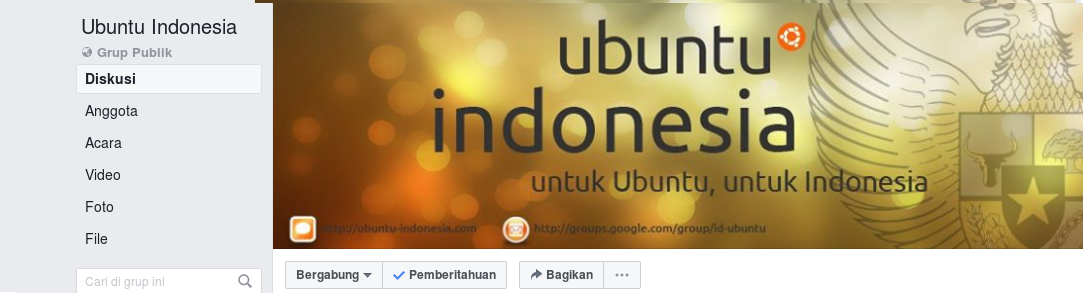 Ubuntu Indonesia
Grup Publik
Diskusi
Anggota
Acara
Video
Foto
File
Cari di grup ini
ubuntu
indonesia
untuk Ubuntu, untuk Indonesia
http://ubuntu-indonesia.com
http://groups.google.com/group/id-ubuntu
Bergabung
Pemberitahuan
Bagikan